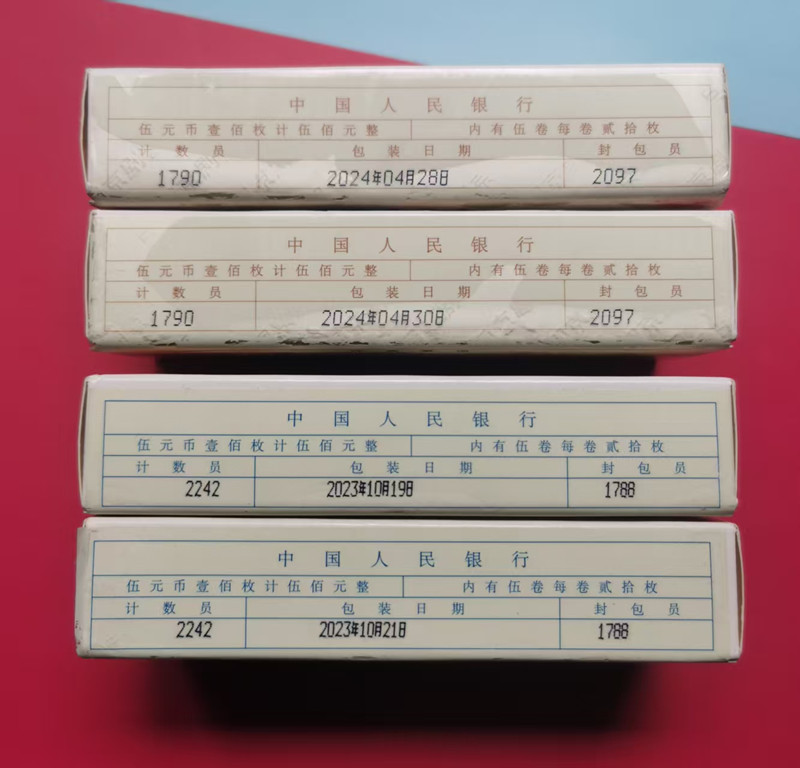 中国人民银行
伍元币壹佰枚计伍佰元整 内有伍卷每卷贰拾枚
计数员 包装日期 封包员
1790 2024年04月28日 2097
中国人民银行
伍元币壹佰枚计伍佰元整 内有伍卷每卷贰拾枚
计数员 包装日期 封包员
1790 2024年04月30日 2097
中国人民银行
伍元币壹佰枚计伍佰元整 内有伍卷每卷贰拾枚
计数员 包装日期 封包员
2242 2023年10月19日 1788
中国人民银行
伍元币壹佰枚计伍佰元整 内有伍卷每卷贰拾枚
计数员 包装日期 封包员
2242 2023年10月21日 1788